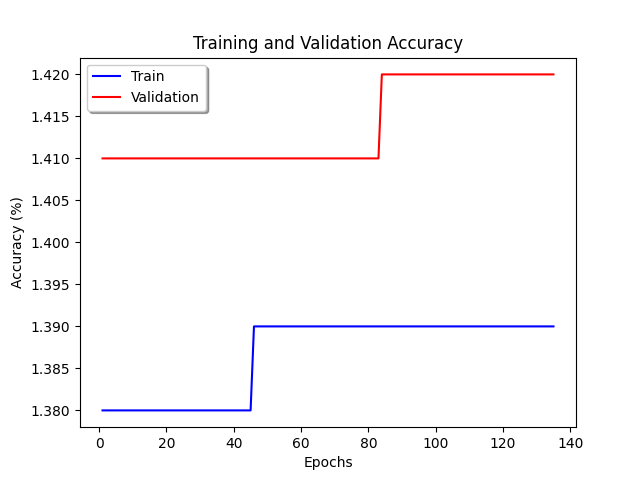 Training and Validation Accuracy
Train
Validation
1.420
1.415
1.410
1.405
1.400
1.395
1.390
1.385
1.380
Accuracy (%)
0 20 40 60 80 100 120 140
Epochs